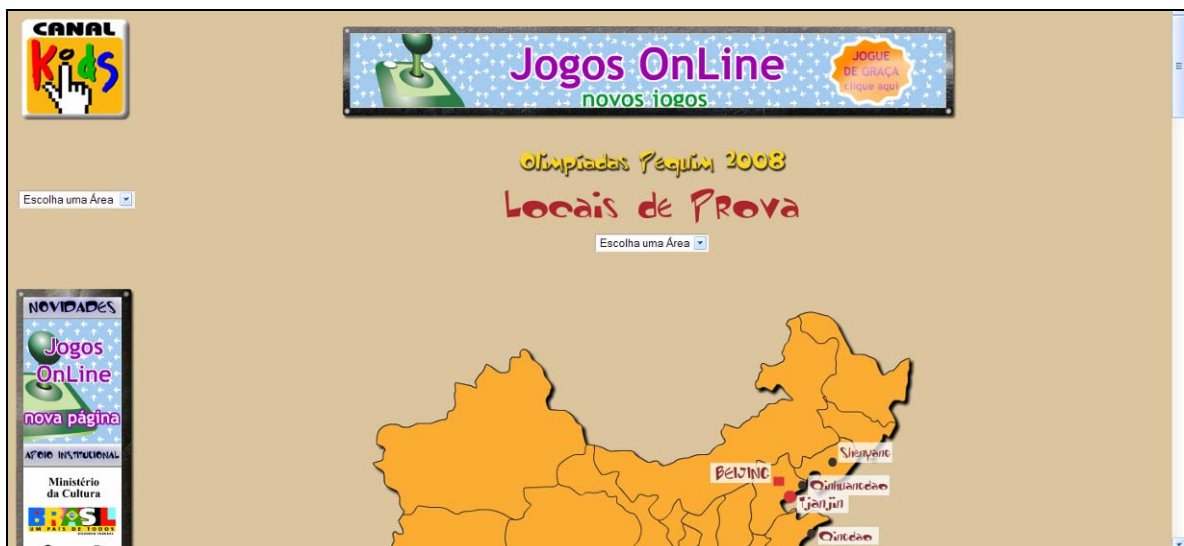 CANAL
Kids
Jogos OnLine
novos jogos
JOGUE
DE GRAÇA
clique aqui
Olimpíadas Pequim 2008
Locais de Prova
Escolha uma Área
Escolha uma Área
NOVIDADES
Jogos
OnLine
nova página
APOIO INSTITUCIONAL
Ministério
da Cultura
BRASIL
UM PAÍS DE TODOS
GOVERNO FEDERAL
Shenyang
BEIJING
Qinhuangdao
Tianjin
Qingdao